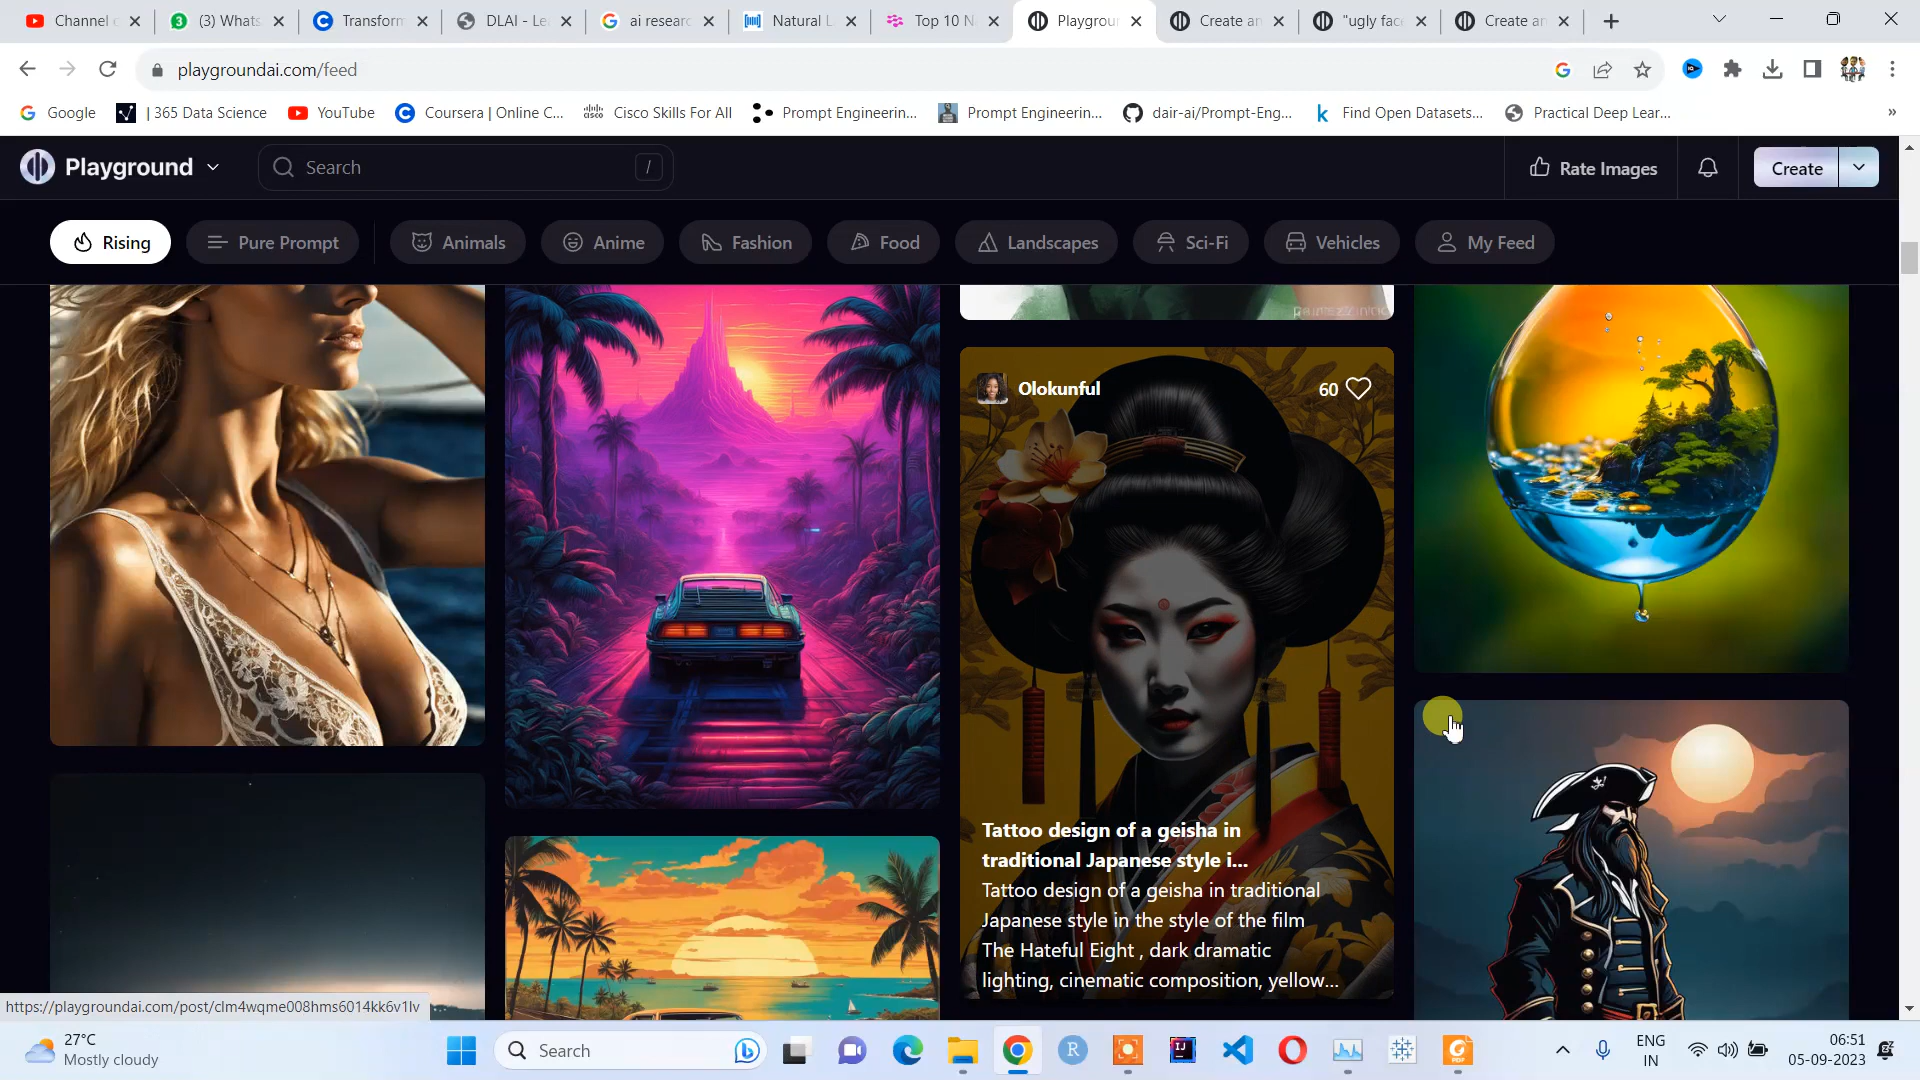 Channel c
(3) Whats
Transform
DLAI - Le
ai researc
Natural L
Top 10 N
Playgroun
Create an
"ugly face
Create an
playgroundai.com/feed
Google
| 365 Data Science
YouTube
Coursera | Online C...
Cisco Skills For All
Prompt Engineerin...
Prompt Engineerin...
dair-ai/Prompt-Eng...
Find Open Datasets...
Practical Deep Lear...
»
Playground
Search
/
Rate Images
Create
Rising
Pure Prompt
Animals
Anime
Fashion
Food
Landscapes
Sci-Fi
Vehicles
My Feed
Olokunful
60
Tattoo design of a geisha in
traditional Japanese style i...
Tattoo design of a geisha in traditional
Japanese style in the style of the film
The Hateful Eight , dark dramatic
lighting, cinematic composition, yellow...
https://playgroundai.com/post/clm4wqme008hms6014kk6v1lv
27°C
Mostly cloudy
Search
ENG
IN
06:51
05-09-2023